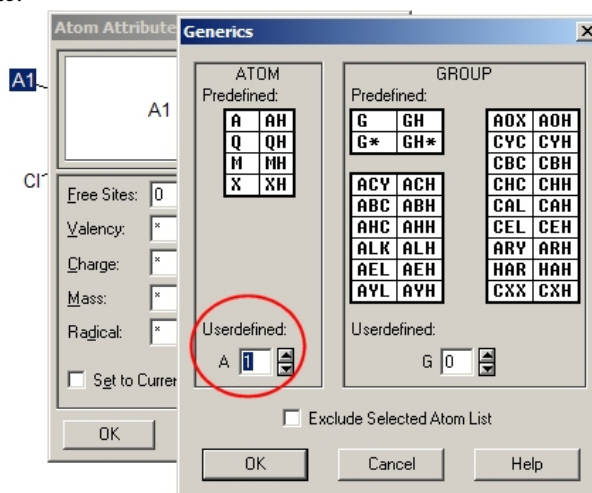 Atom Attribute
Generics
A1
A1
Cl
Free Sites: 0
Valency: *
Charge: *
Mass: *
Radical: *
Set to Curren
OK
ATOM
Predefined:
A AH
Q QH
M MH
X XH
Userdefined:
A 1
GROUP
Predefined:
G GH
G* GH*
ACY ACH
ABC ABH
AHC AHH
ALK ALH
AEL AEH
AYL AYH
AOX AOH
CYC CYH
CBC CBH
CHC CHH
CAL CAH
CEL CEH
ARY ARH
HAR HAH
CXX CXH
Userdefined:
G 0
Exclude Selected Atom List
OK Cancel Help